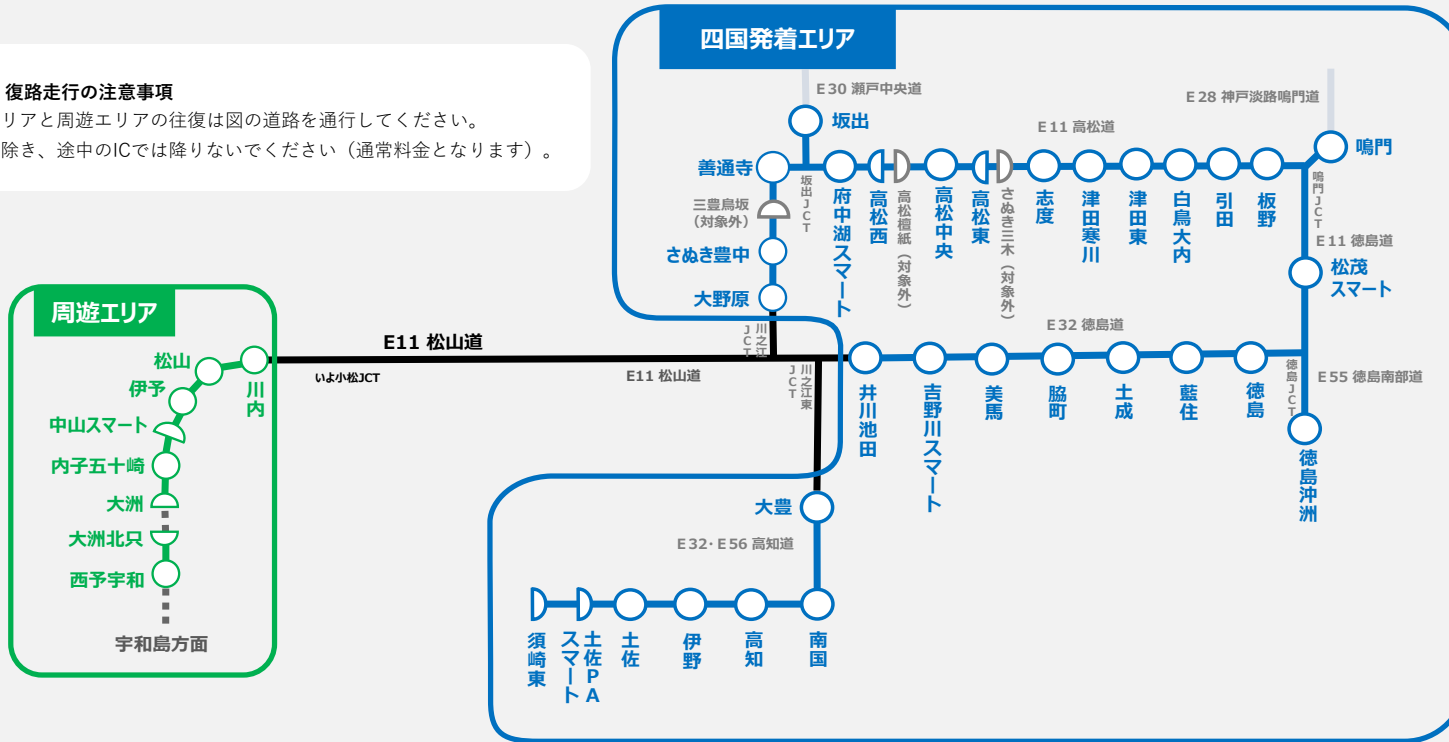 四国発着エリア
復路走行の注意事項
リアと周遊エリアの往復は図の道路を通行してください。
除き、途中のICでは降りないでください（通常料金となります）。
E30 瀬戸中央道
E28 神戸淡路鳴門道
坂出
E11 高松道
鳴門
善通寺
坂出JCT
府中湖スマート
高松西
高松檀紙（対象外）
高松中央
高松東
さぬき三木（対象外）
志度
津田寒川
津田東
白鳥大内
引田
板野
鳴門JCT
三豊鳥坂
（対象外）
さぬき豊中
大野原
E11 徳島道
松茂
スマート
周遊エリア
松山
伊予
中山スマート
内子五十崎
大洲
大洲北只
西予宇和
宇和島方面
川内
E11 松山道
いよ小松JCT
E11 松山道
川之江JCT
川之江東JCT
E32 徳島道
井川池田
吉野川スマート
美馬
脇町
土成
藍住
徳島
徳島JCT
E55 徳島南部道
徳島沖洲
大豊
E32・E56 高知道
須崎東
土佐PA
スマート
土佐
伊野
高知
南国